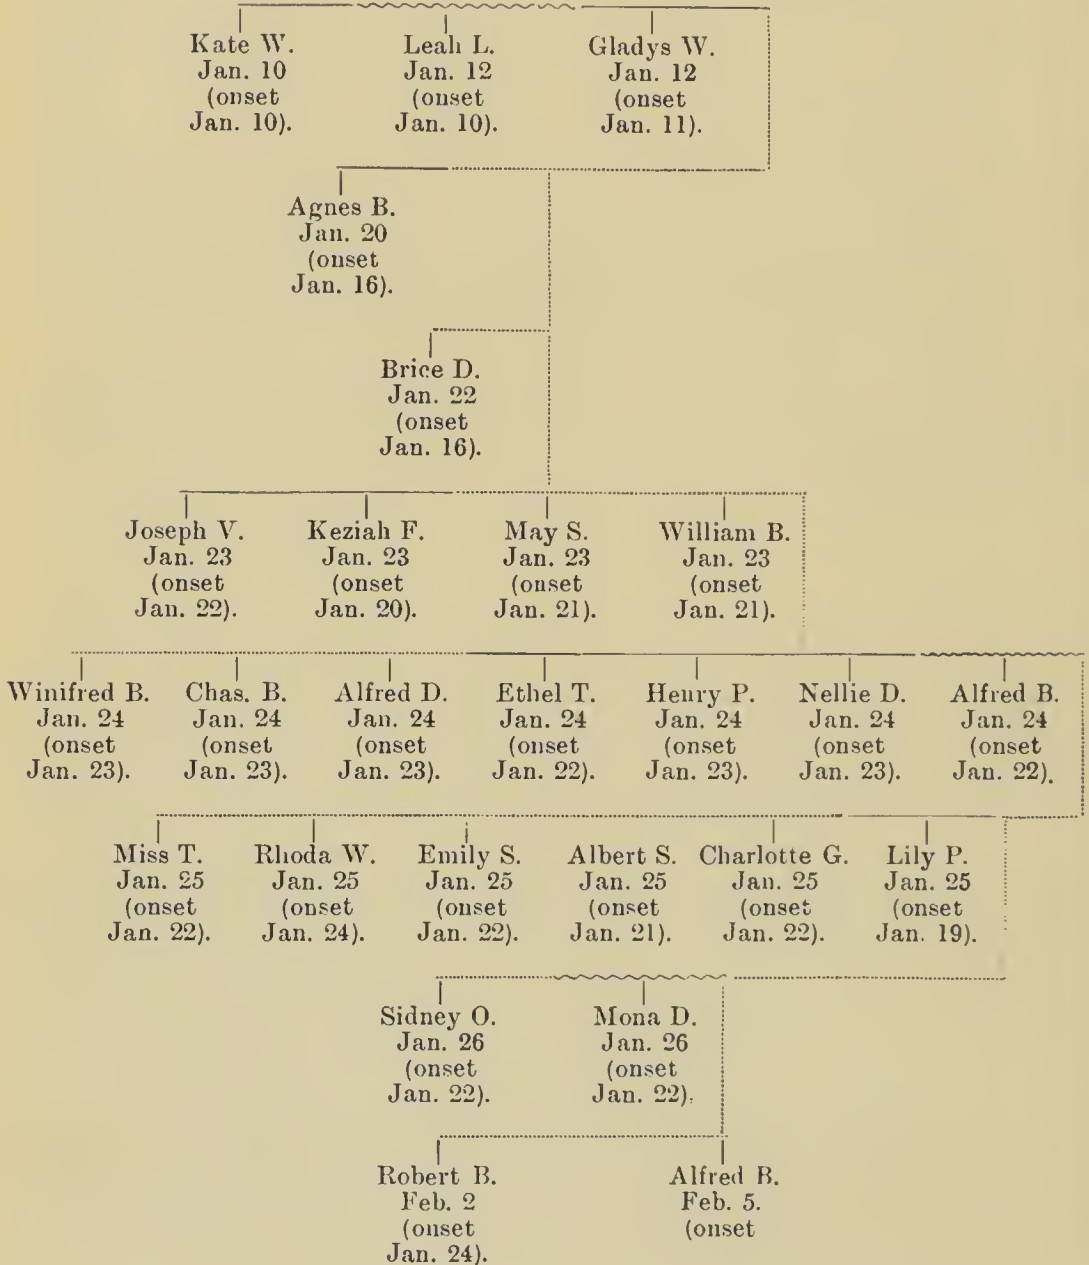 Kate W. Leah L. Gladys W.
Jan. 10 Jan. 12 Jan. 12
(onset (onset (onset
Jan. 10). Jan. 10). Jan. 11).
Agnes B.
Jan. 20
(onset
Jan. 16).
Brice D.
Jan. 22
(onset
Jan. 16).
Joseph V. Keziah F. May S. William B.
Jan. 23 Jan. 23 Jan. 23 Jan. 23
(onset (onset (onset (onset
Jan. 22). Jan. 20). Jan. 21). Jan. 21).
Winifred B. Chas. B. Alfred D. Ethel T. Henry P. Nellie D. Alfred B.
Jan. 24 Jan. 24 Jan. 24 Jan. 24 Jan. 24 Jan. 24 Jan. 24
(onset (onset (onset (onset (onset (onset (onset
Jan. 23). Jan. 23). Jan. 23). Jan. 22). Jan. 23). Jan. 23). Jan. 22).
Miss T. Rhoda W. Emily S. Albert S. Charlotte G. Lily P.
Jan. 25 Jan. 25 Jan. 25 Jan. 25 Jan. 25 Jan. 25
(onset (onset (onset (onset (onset (onset
Jan. 22). Jan. 24). Jan. 22). Jan. 21). Jan. 22). Jan. 19).
Sidney O. Mona D.
Jan. 26 Jan. 26
(onset (onset
Jan. 22). Jan. 22).
Robert B. Alfred B.
Feb. 2 Feb. 5.
(onset (onset
Jan. 24).